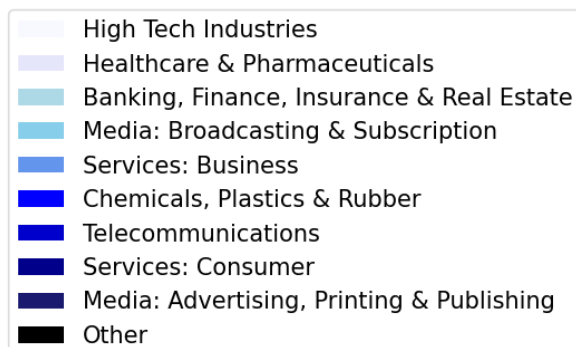 High Tech Industries
Healthcare & Pharmaceuticals
Banking, Finance, Insurance & Real Estate
Media: Broadcasting & Subscription
Services: Business
Chemicals, Plastics & Rubber
Telecommunications
Services: Consumer
Media: Advertising, Printing & Publishing
Other